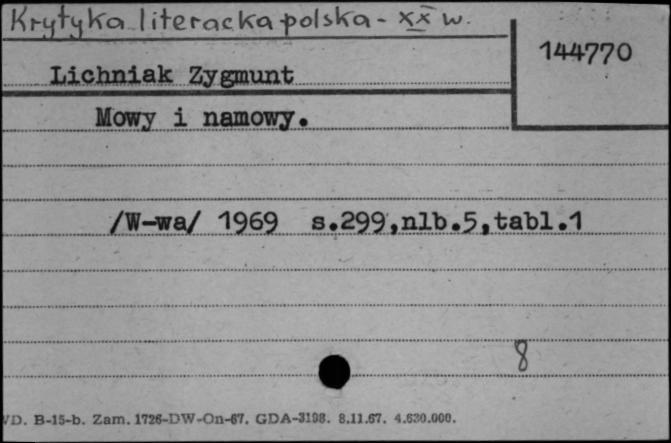 Krytyka literacka polska - XX w.
144770
Lichniak Zygmunt
Mowy i namowy.
/W-wa/ 1969 s.299,nlb.5,tabl.1
8
VD. B-15-b. Zam. 1726-DW-On-67. GDA-3198. 8.11.67. 4.630.000.